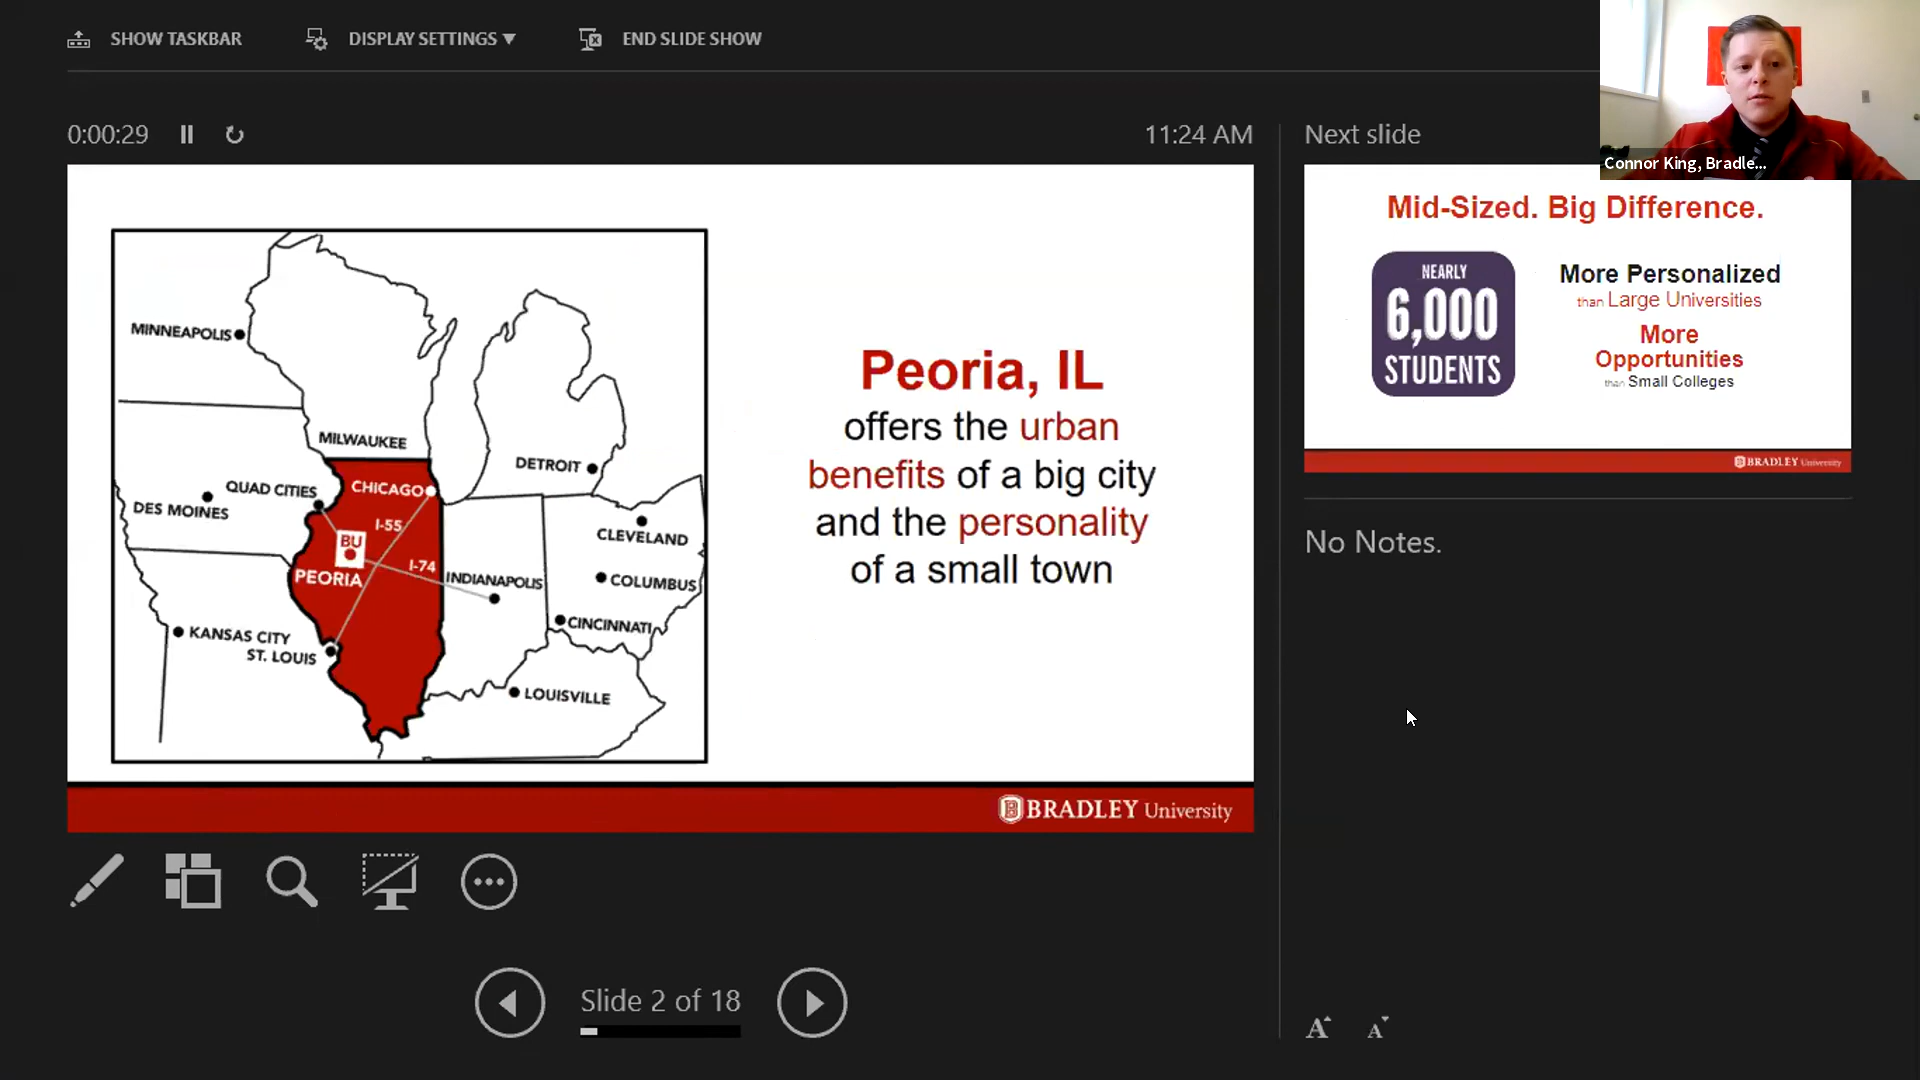 SHOW TASKBAR
DISPLAY SETTINGS
END SLIDE SHOW
Connor King, Bradle...
0:00:29
11:24 AM
Next slide
MINNEAPOLIS
MILWAUKEE
DETROIT
QUAD CITIES
CHICAGO
DES MOINES
I-55
CLEVELAND
BU
I-74
PEORIA
INDIANAPOLIS
COLUMBUS
CINCINNATI
KANSAS CITY
ST. LOUIS
LOUISVILLE
Peoria, IL
offers the urban
benefits of a big city
and the personality
of a small town
B BRADLEY University
Mid-Sized. Big Difference.
NEARLY
6,000
STUDENTS
More Personalized
than Large Universities
More
Opportunities
than Small Colleges
B BRADLEY University
No Notes.
Slide 2 of 18
A A